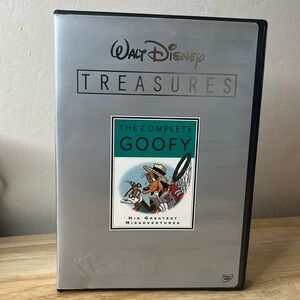 WALT DISNEY
TREASURES
THE COMPLETE
GOOFY
HIS GREATEST
MISADVENTURES